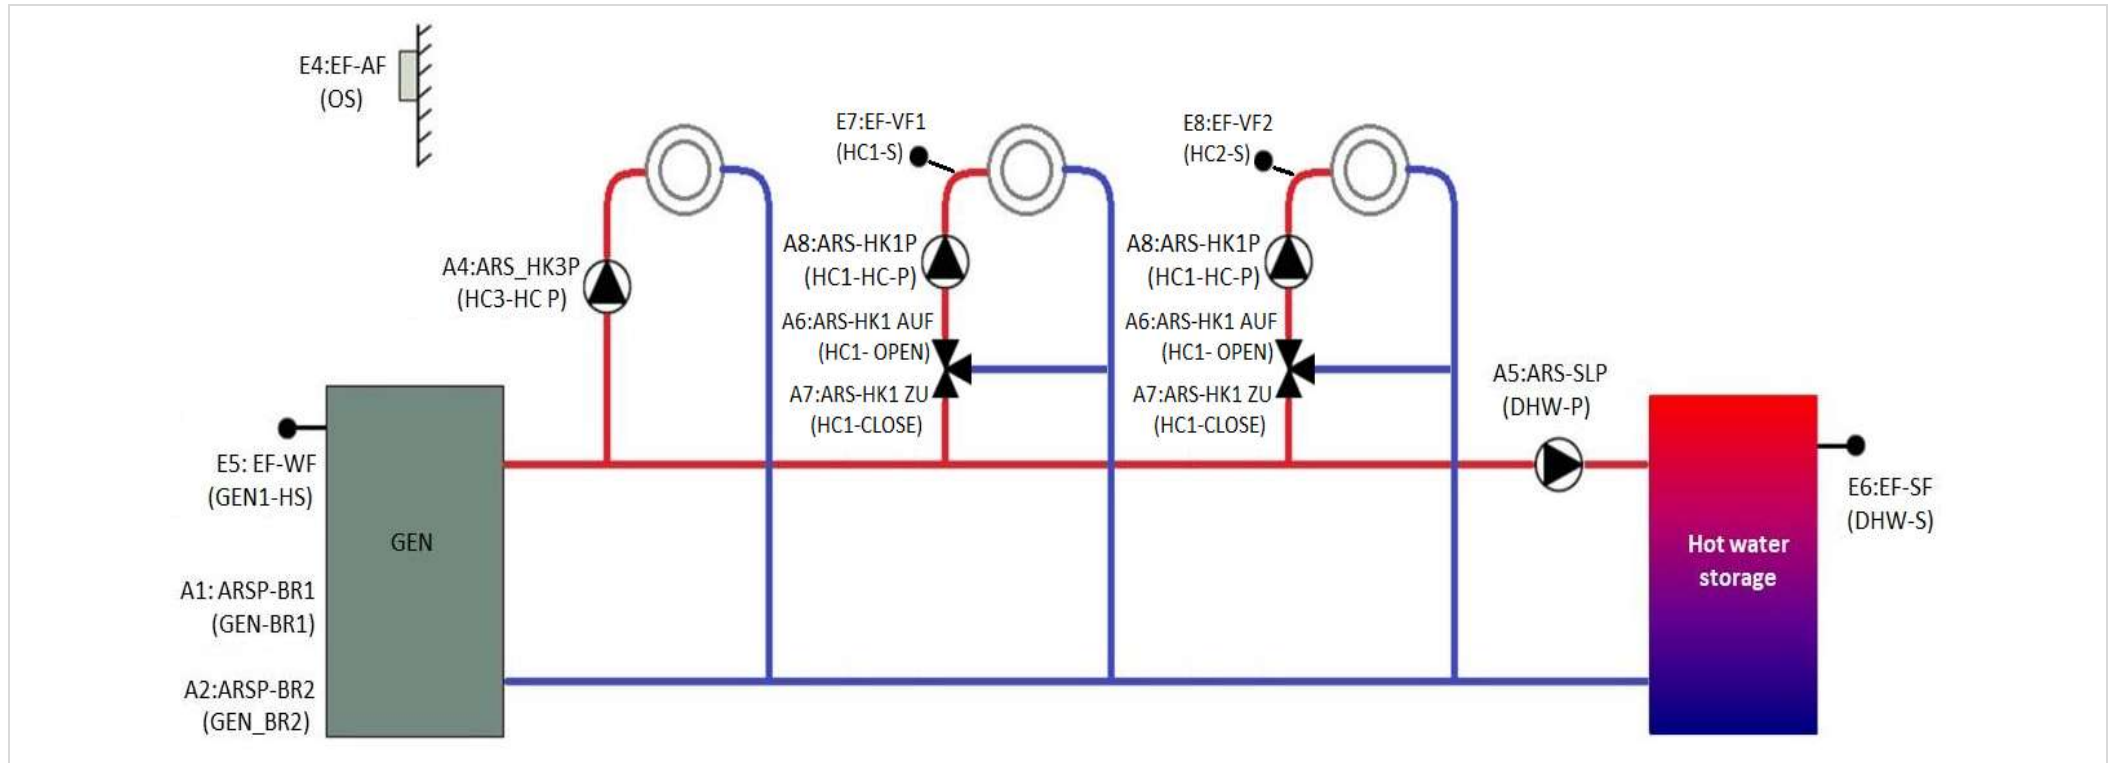 E4:EF-AF
(OS)
E7:EF-VF1
(HC1-S)
E8:EF-VF2
(HC2-S)
A4:ARS_HK3P
(HC3-HC P)
A8:ARS-HK1P
(HC1-HC-P)
A6:ARS-HK1 AUF
(HC1- OPEN)
A7:ARS-HK1 ZU
(HC1-CLOSE)
A8:ARS-HK1P
(HC1-HC-P)
A6:ARS-HK1 AUF
(HC1- OPEN)
A7:ARS-HK1 ZU
(HC1-CLOSE)
A5:ARS-SLP
(DHW-P)
E5: EF-WF
(GEN1-HS)
GEN
A1: ARSP-BR1
(GEN-BR1)
A2:ARSP-BR2
(GEN_BR2)
Hot water
storage
E6:EF-SF
(DHW-S)